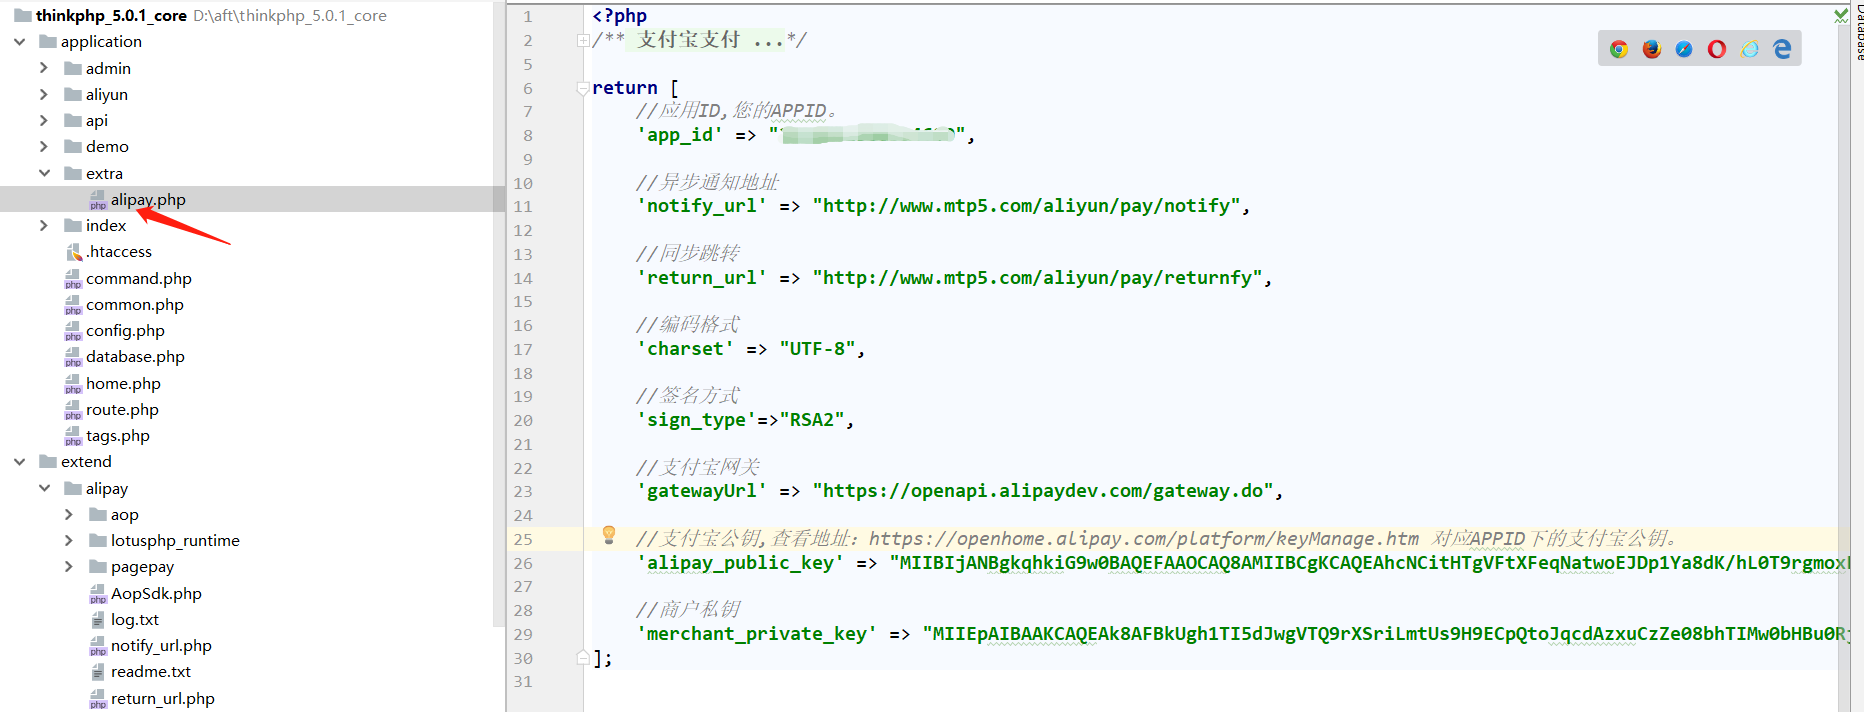 thinkphp_5.0.1_core D:\aft\thinkphp_5.0.1_core
application
admin
aliyun
api
demo
extra
alipay.php
index
.htaccess
command.php
common.php
config.php
database.php
home.php
route.php
tags.php
extend
alipay
aop
lotusphp_runtime
pagepay
AopSdk.php
log.txt
notify_url.php
readme.txt
return_url.php
1 <?php
2 /** 支付宝支付 ...*/
5
6 return [
7 //应用ID,您的APPID。
8 'app_id' => "",
9
10 //异步通知地址
11 'notify_url' => "http://www.mtp5.com/aliyun/pay/notify",
12
13 //同步跳转
14 'return_url' => "http://www.mtp5.com/aliyun/pay/returnfy",
15
16 //编码格式
17 'charset' => "UTF-8",
18
19 //签名方式
20 'sign_type'=>"RSA2",
21
22 //支付宝网关
23 'gatewayUrl' => "https://openapi.alipaydev.com/gateway.do",
24
25 //支付宝公钥,查看地址：https://openhome.alipay.com/platform/keyManage.htm 对应APPID下的支付宝公钥。
26 'alipay_public_key' => "MIIBIjANBgkqhkiG9w0BAQEFAAOCAQ8AMIIBCgKCAQEAhcNCitHTgVFtXFeqNatwoEJDp1Ya8dK/hL0T9rgmox
27
28 //商户私钥
29 'merchant_private_key' => "MIIEpAIBAAKCAQEAk8AFBkUgh1TI5dJwgVTQ9rXSriLmtUs9H9ECpQtoJqcdAzxuCzZe08bhTIMw0bHBu0R
30 ];
31
Database